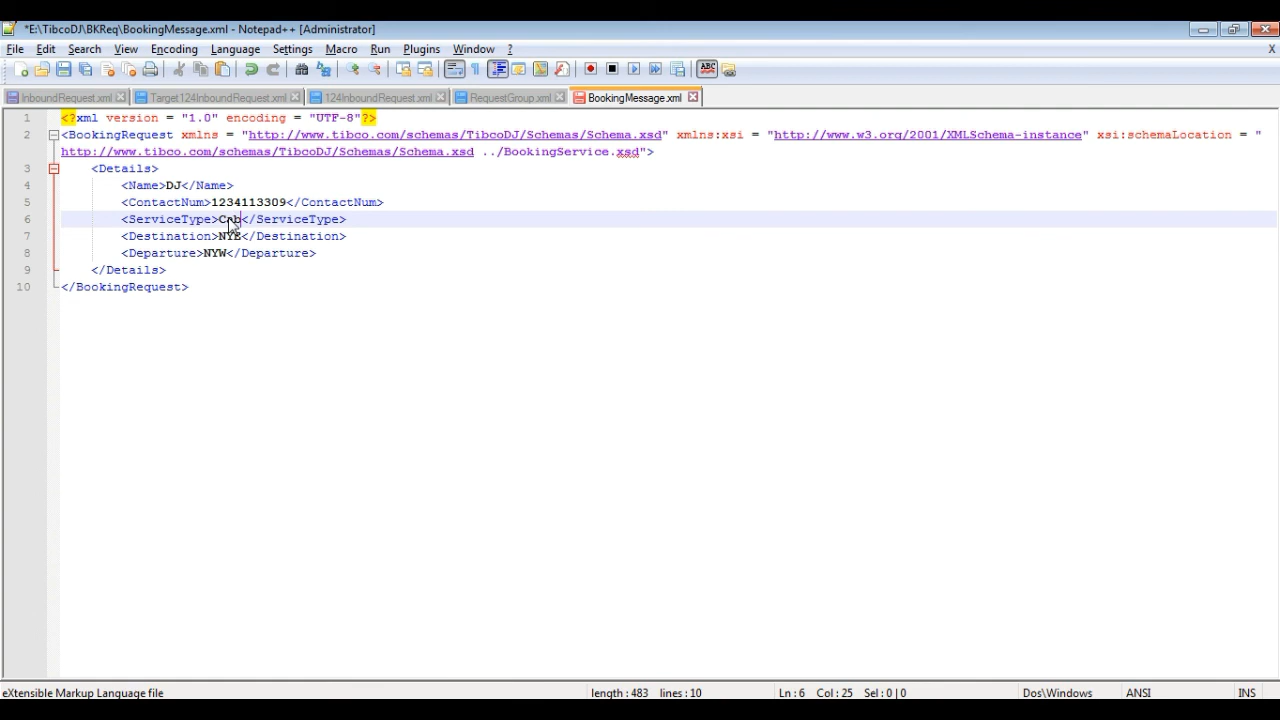 *E:\TibcoDJ\BKReq\BookingMessage.xml - Notepad++ [Administrator]
File Edit Search View Encoding Language Settings Macro Run Plugins Window ? X
ABC
InboundRequest.xml Target124InboundRequest.xml 124InboundRequest.xml RequestGroup.xml BookingMessage.xml
1 <?xml version = "1.0" encoding = "UTF-8"?>
2 <BookingRequest xmlns = "http://www.tibco.com/schemas/TibcoDJ/Schemas/Schema.xsd" xmlns:xsi = "http://www.w3.org/2001/XMLSchema-instance" xsi:schemaLocation = "
http://www.tibco.com/schemas/TibcoDJ/Schemas/Schema.xsd ../BookingService.xsd">
3 <Details>
4 <Name>DJ</Name>
5 <ContactNum>1234113309</ContactNum>
6 <ServiceType>Cab</ServiceType>
7 <Destination>NYE</Destination>
8 <Departure>NYW</Departure>
9 </Details>
10 </BookingRequest>
eXtensible Markup Language file length : 483 lines : 10 Ln : 6 Col : 25 Sel : 0 | 0 Dos\Windows ANSI INS